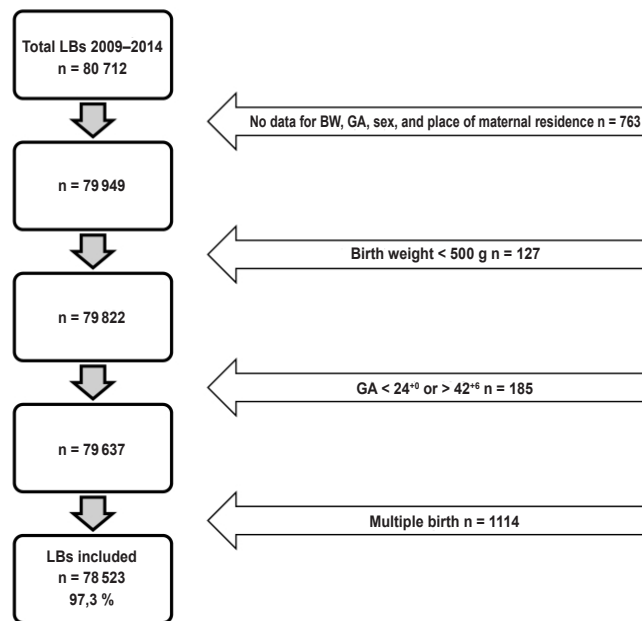 Total LBs 2009–2014
n = 80 712
No data for BW, GA, sex, and place of maternal residence n = 763
n = 79 949
Birth weight < 500 g n = 127
n = 79 822
GA < 24⁺⁰ or > 42⁺⁶ n = 185
n = 79 637
Multiple birth n = 1114
LBs included
n = 78 523
97,3 %